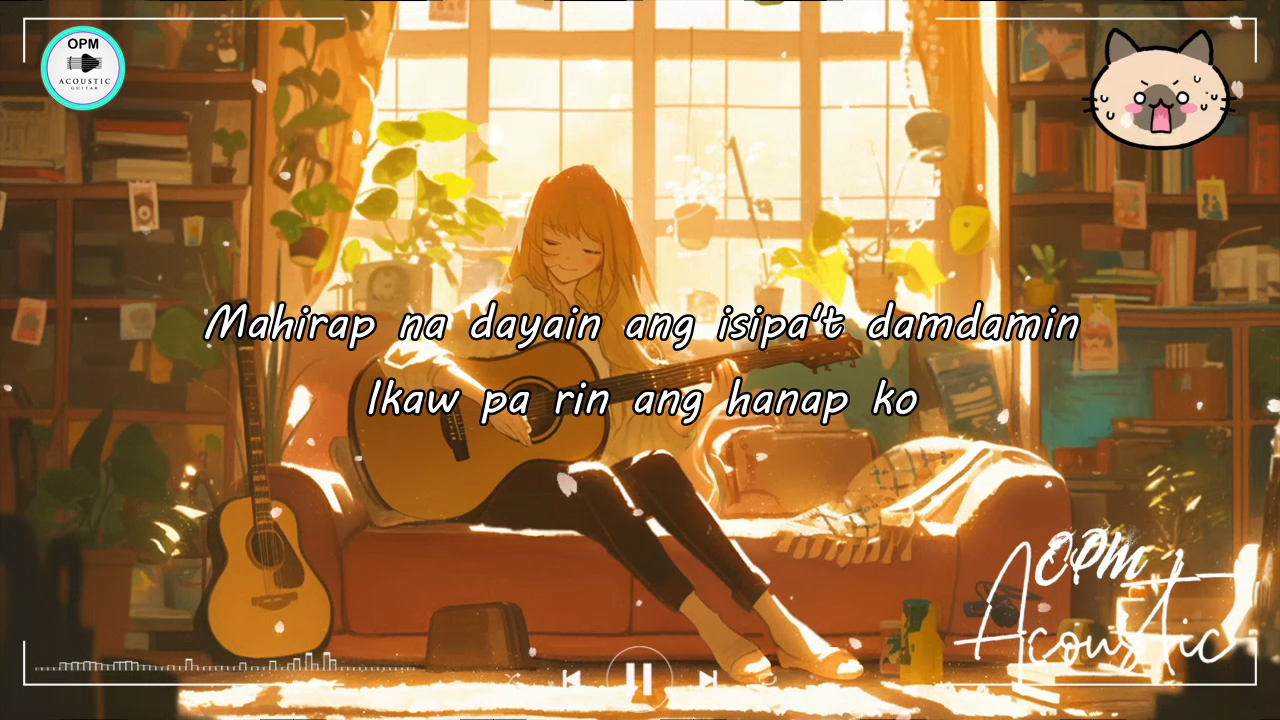 OPM
ACOUSTIC
GUITAR
Mahirap na dayain ang isipa't damdamin
Ikaw pa rin ang hanap ko
OPM
Acoustic